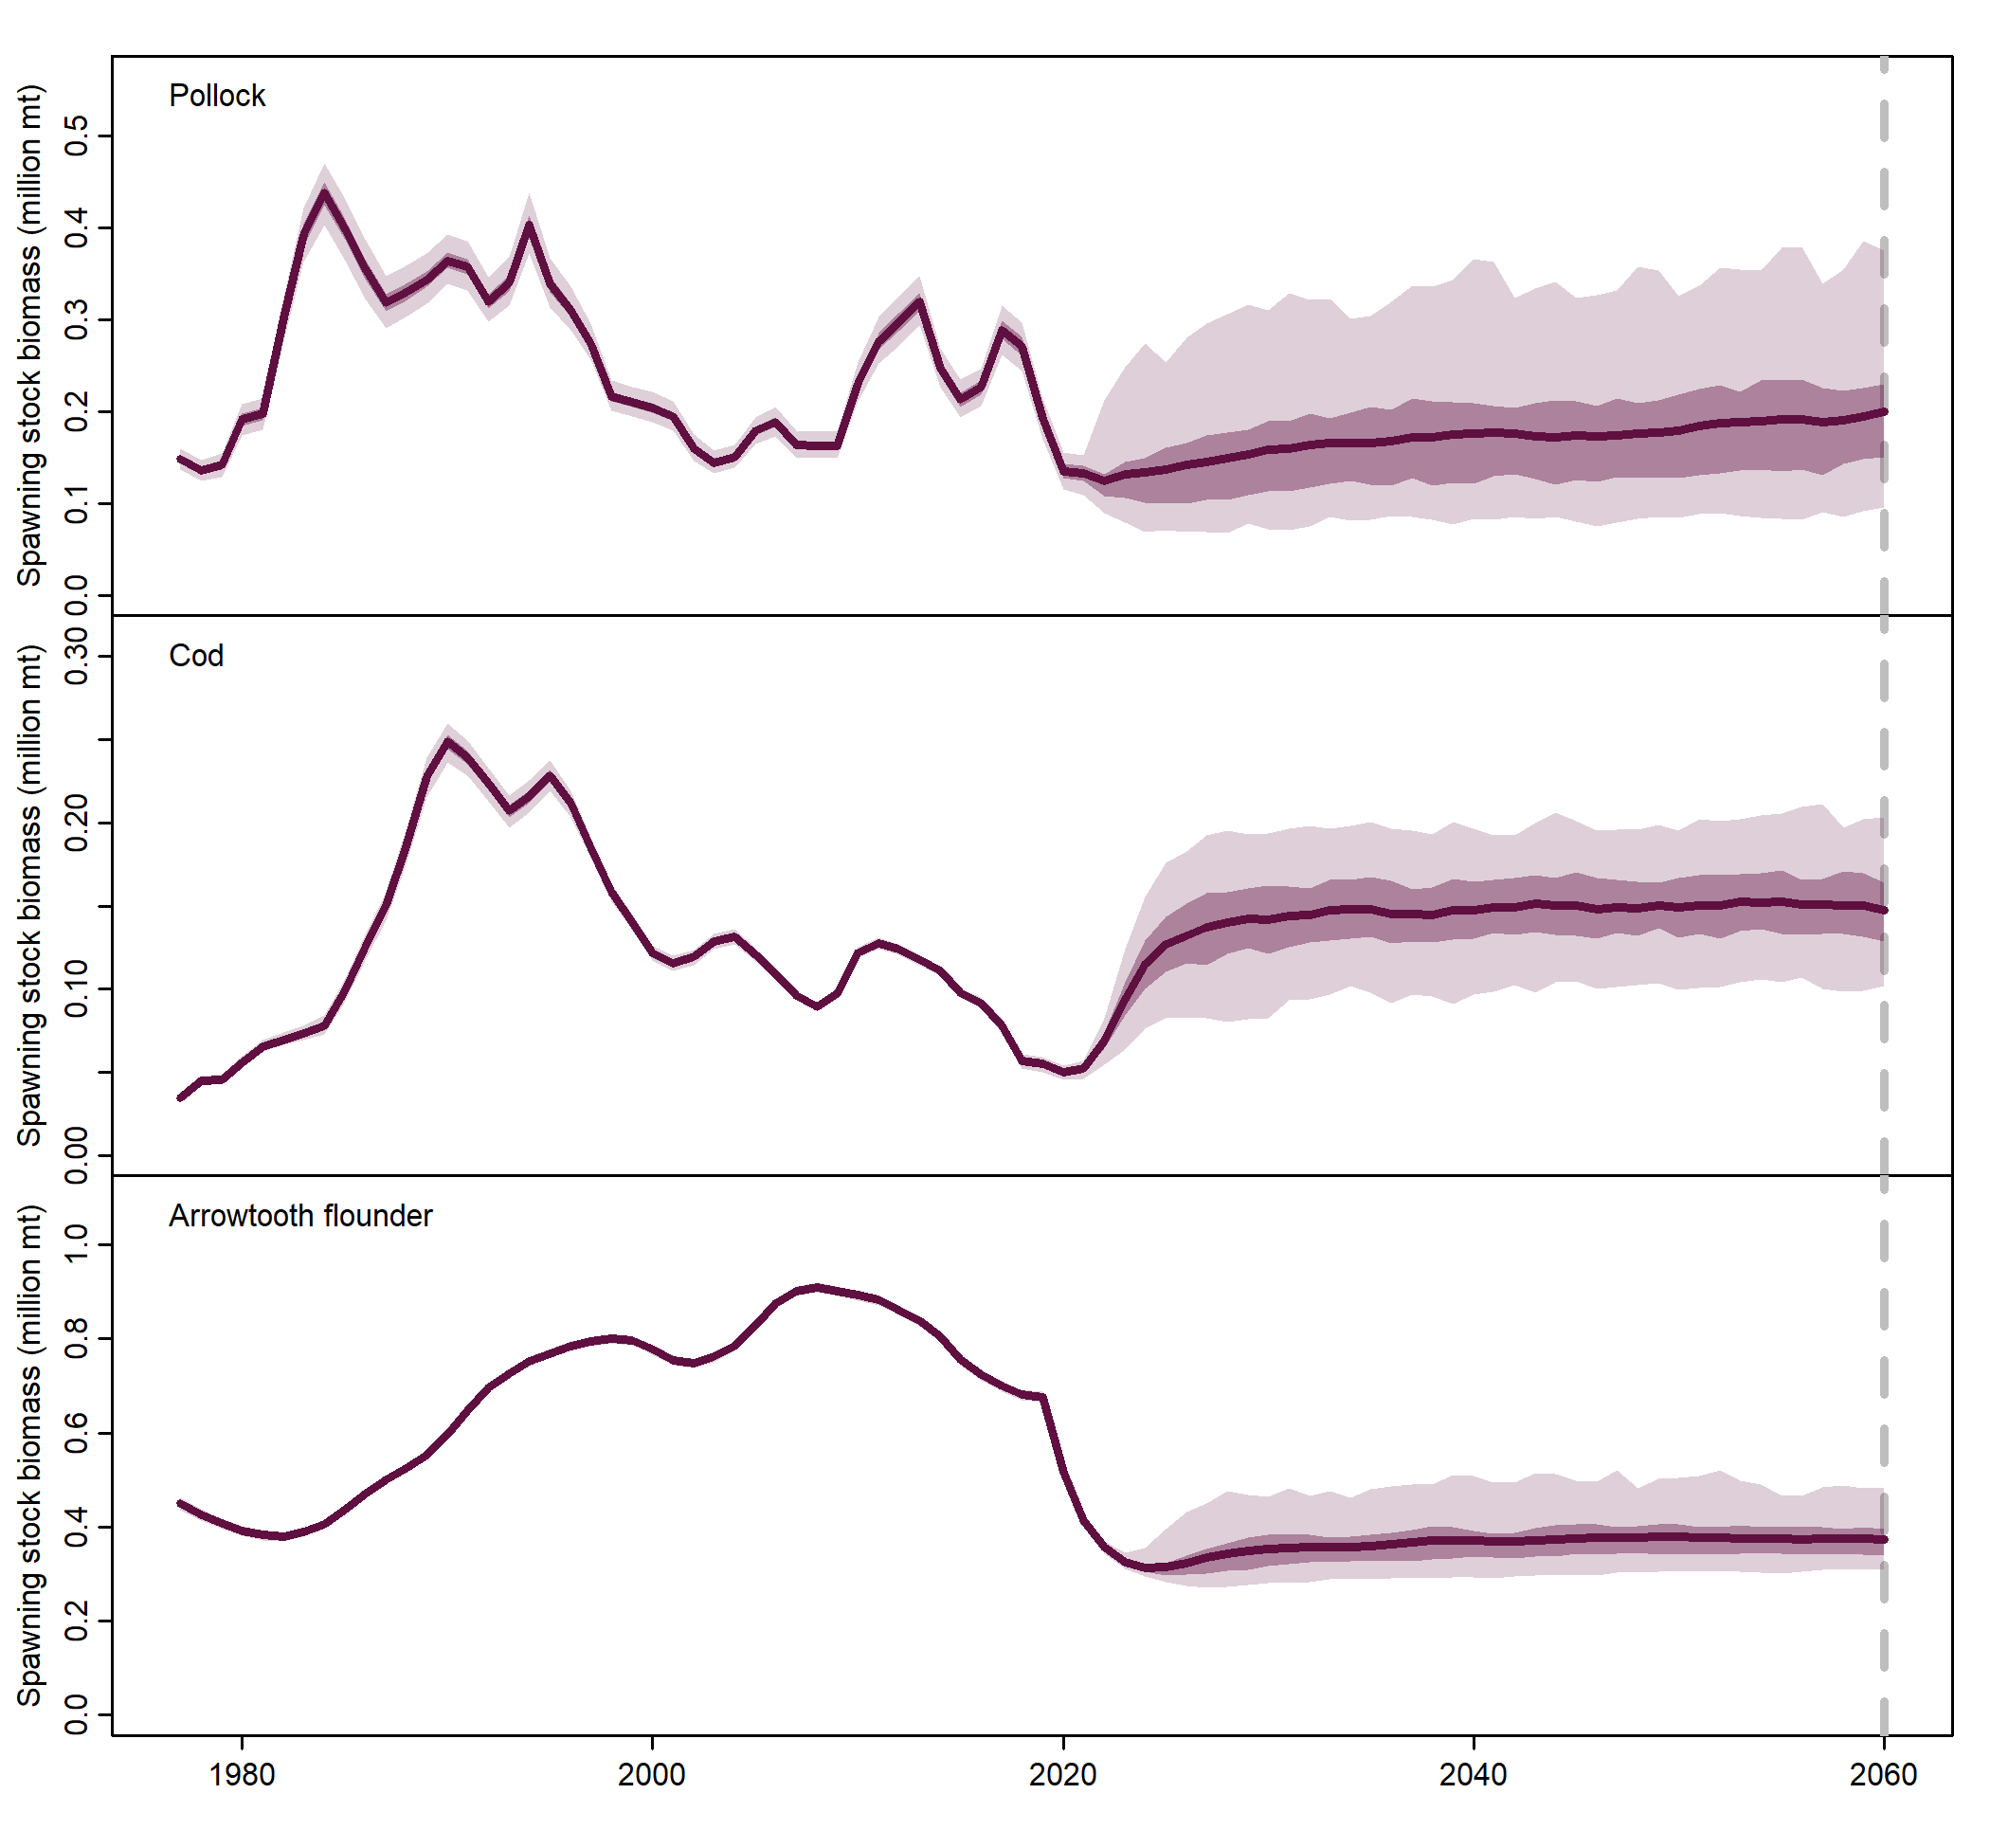 Pollock
Spawning stock biomass (million mt)
0.5
0.4
0.3
0.2
0.1
0.0
Cod
Spawning stock biomass (million mt)
0.30
0.20
0.10
0.00
Arrowtooth flounder
Spawning stock biomass (million mt)
1.0
0.8
0.6
0.4
0.2
0.0
1980 2000 2020 2040 2060